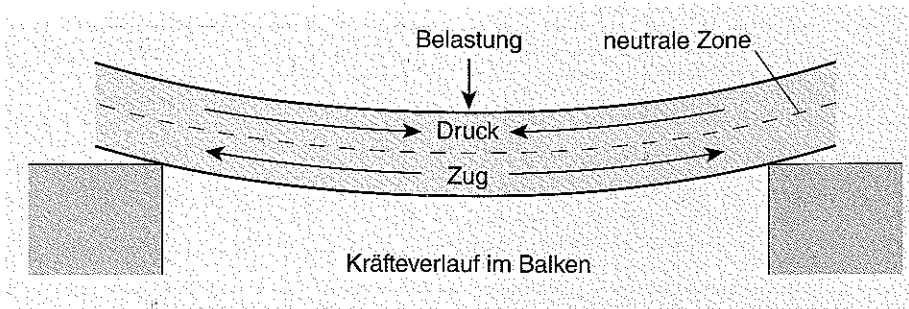 Belastung
neutrale Zone
Druck
Zug
Kräfteverlauf im Balken